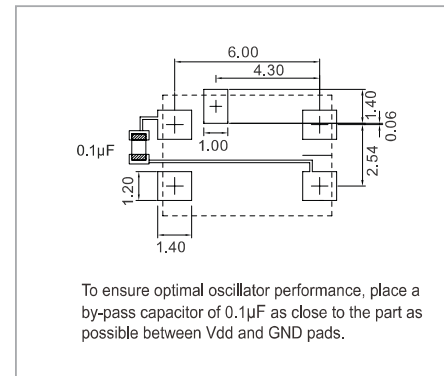 6.00
4.30
1.40
0.06
1.00
0.1µF
2.54
1.20
1.40
To ensure optimal oscillator performance, place a
by-pass capacitor of 0.1µF as close to the part as
possible between Vdd and GND pads.